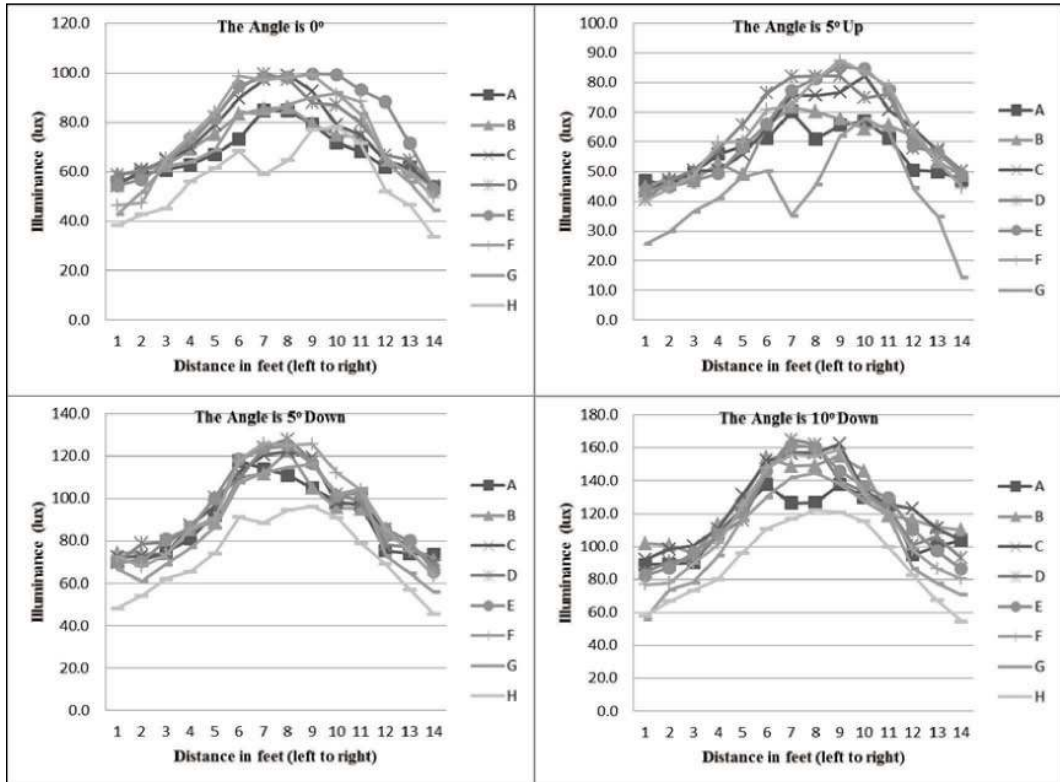 The Angle is 0º
Illuminance (lux)
120.0
100.0
80.0
60.0
40.0
20.0
0.0
1 2 3 4 5 6 7 8 9 10 11 12 13 14
Distance in feet (left to right)
A
B
C
D
E
F
G
H
The Angle is 5º Up
Illuminance (lux)
100.0
90.0
80.0
70.0
60.0
50.0
40.0
30.0
20.0
10.0
0.0
1 2 3 4 5 6 7 8 9 10 11 12 13 14
Distance in feet (left to right)
A
B
C
D
E
F
G
The Angle is 5º Down
Illuminance (lux)
140.0
120.0
100.0
80.0
60.0
40.0
20.0
0.0
1 2 3 4 5 6 7 8 9 10 11 12 13 14
Distance in feet (left to right)
A
B
C
D
E
F
G
H
The Angle is 10º Down
Illuminance (lux)
180.0
160.0
140.0
120.0
100.0
80.0
60.0
40.0
20.0
0.0
1 2 3 4 5 6 7 8 9 10 11 12 13 14
Distance in feet (left to right)
A
B
C
D
E
F
G
H